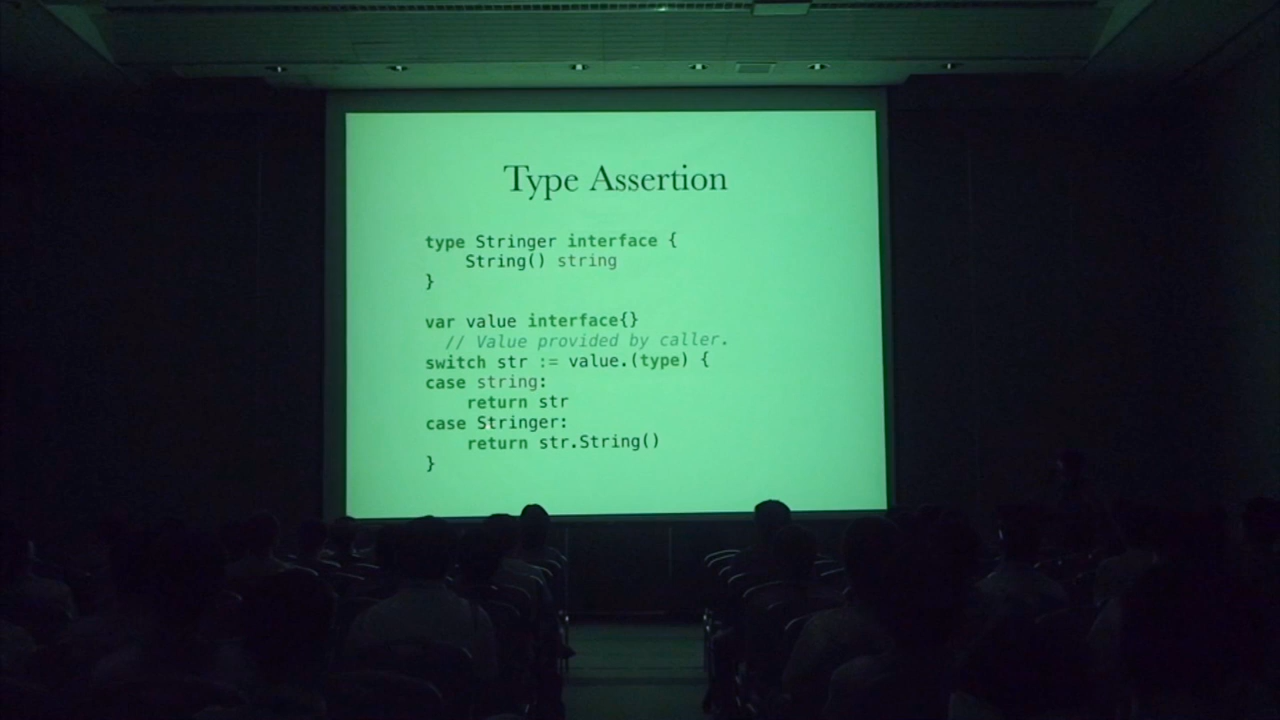 Type Assertion
type Stringer interface {
    String() string
}
var value interface{}
  // Value provided by caller.
switch str := value.(type) {
case string:
    return str
case Stringer:
    return str.String()
}